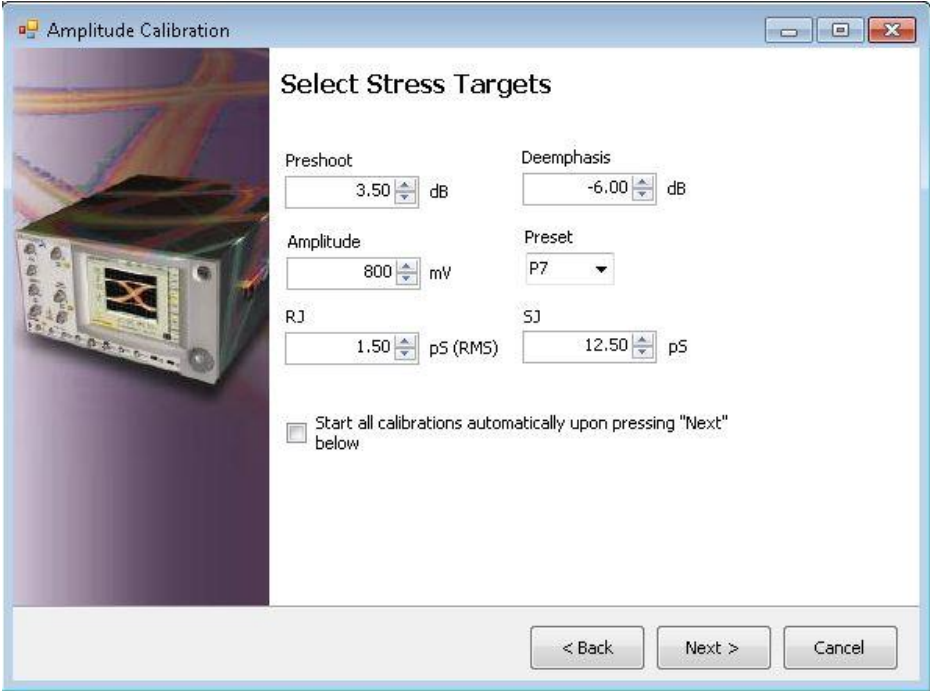 Amplitude Calibration
Select Stress Targets
Preshoot
3.50 dB
Deemphasis
-6.00 dB
Amplitude
800 mV
Preset
P7
RJ
1.50 pS (RMS)
SJ
12.50 pS
Start all calibrations automatically upon pressing "Next"
below
< Back
Next >
Cancel